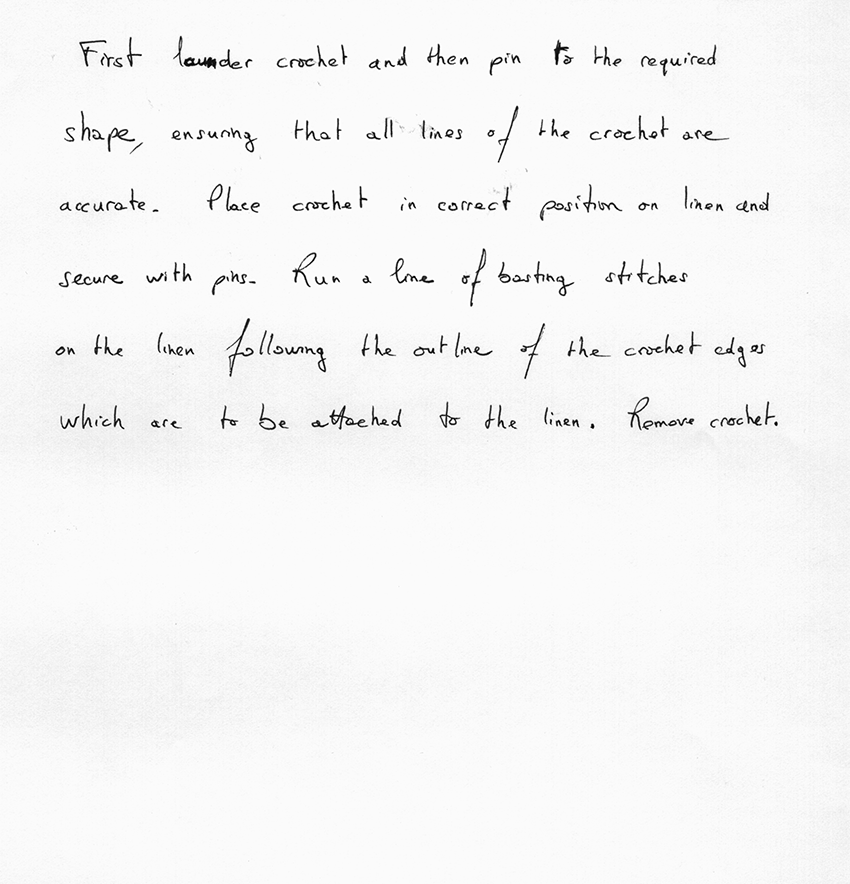 First launder crochet and then pin to the required
shape, ensuring that all lines of the crochet are
accurate. Place crochet in correct position on linen and
secure with pins. Run a line of basting stitches
on the linen following the outline of the crochet edges
which are to be attached to the linen. Remove crochet.